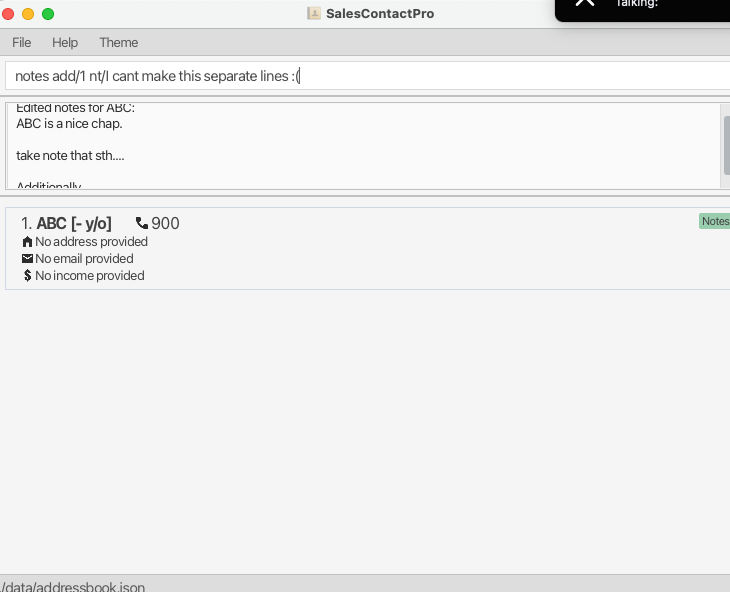 Talking:
SalesContactPro
File Help Theme
notes add/1 nt/I cant make this separate lines :(
Edited notes for ABC:
ABC is a nice chap.
take note that sth....
Additionally
1. ABC [- y/o] 900
Notes
No address provided
No email provided
No income provided
/data/addressbook.json